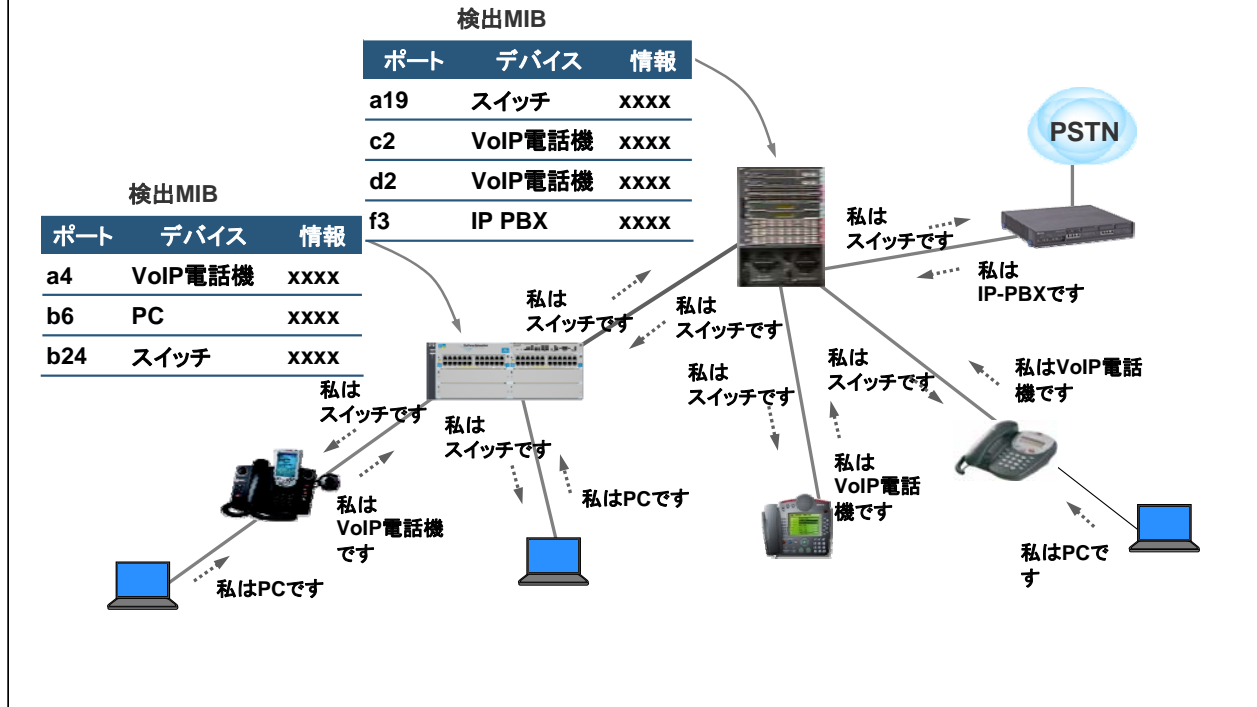 検出MIB
ポート デバイス 情報
a19 スイッチ xxxx
c2 VoIP電話機 xxxx
d2 VoIP電話機 xxxx
f3 IP PBX xxxx
検出MIB
ポート デバイス 情報
a4 VoIP電話機 xxxx
b6 PC xxxx
b24 スイッチ xxxx
PSTN
私は
スイッチです
私は
IP-PBXです
私は
スイッチです
私は
スイッチです
私は
スイッチです
私は
スイッチです
私はVoIP電話
機です
私は
スイッチです
私は
スイッチです
私は
VoIP電話
機です
私は
VoIP電話機
です
私はPCです
私はPCで
す
私はPCです